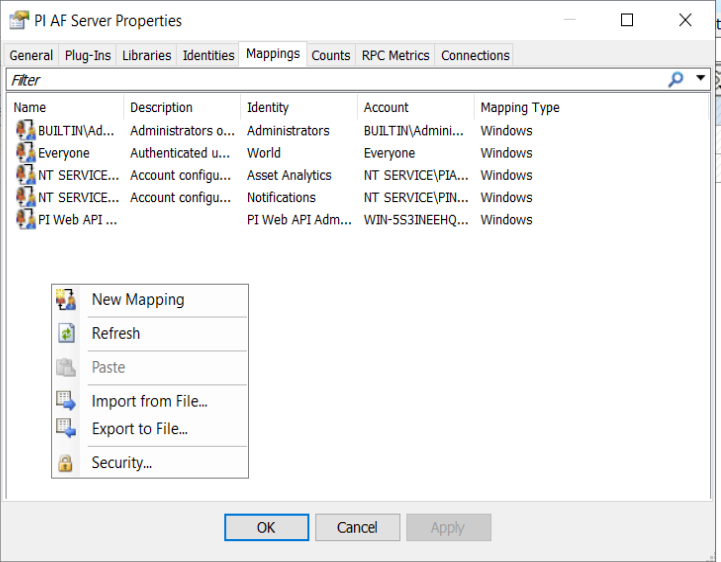 PI AF Server Properties
General Plug-Ins Libraries Identities Mappings Counts RPC Metrics Connections
Filter
Name Description Identity Account Mapping Type
BUILTIN\Ad... Administrators o... Administrators BUILTIN\Admini... Windows
Everyone Authenticated u... World Everyone Windows
NT SERVICE... Account configu... Asset Analytics NT SERVICE\PIA... Windows
NT SERVICE... Account configu... Notifications NT SERVICE\PIN... Windows
PI Web API ... PI Web API Adm... WIN-5S3INEEHQ... Windows
New Mapping
Refresh
Paste
Import from File...
Export to File...
Security...
OK Cancel Apply